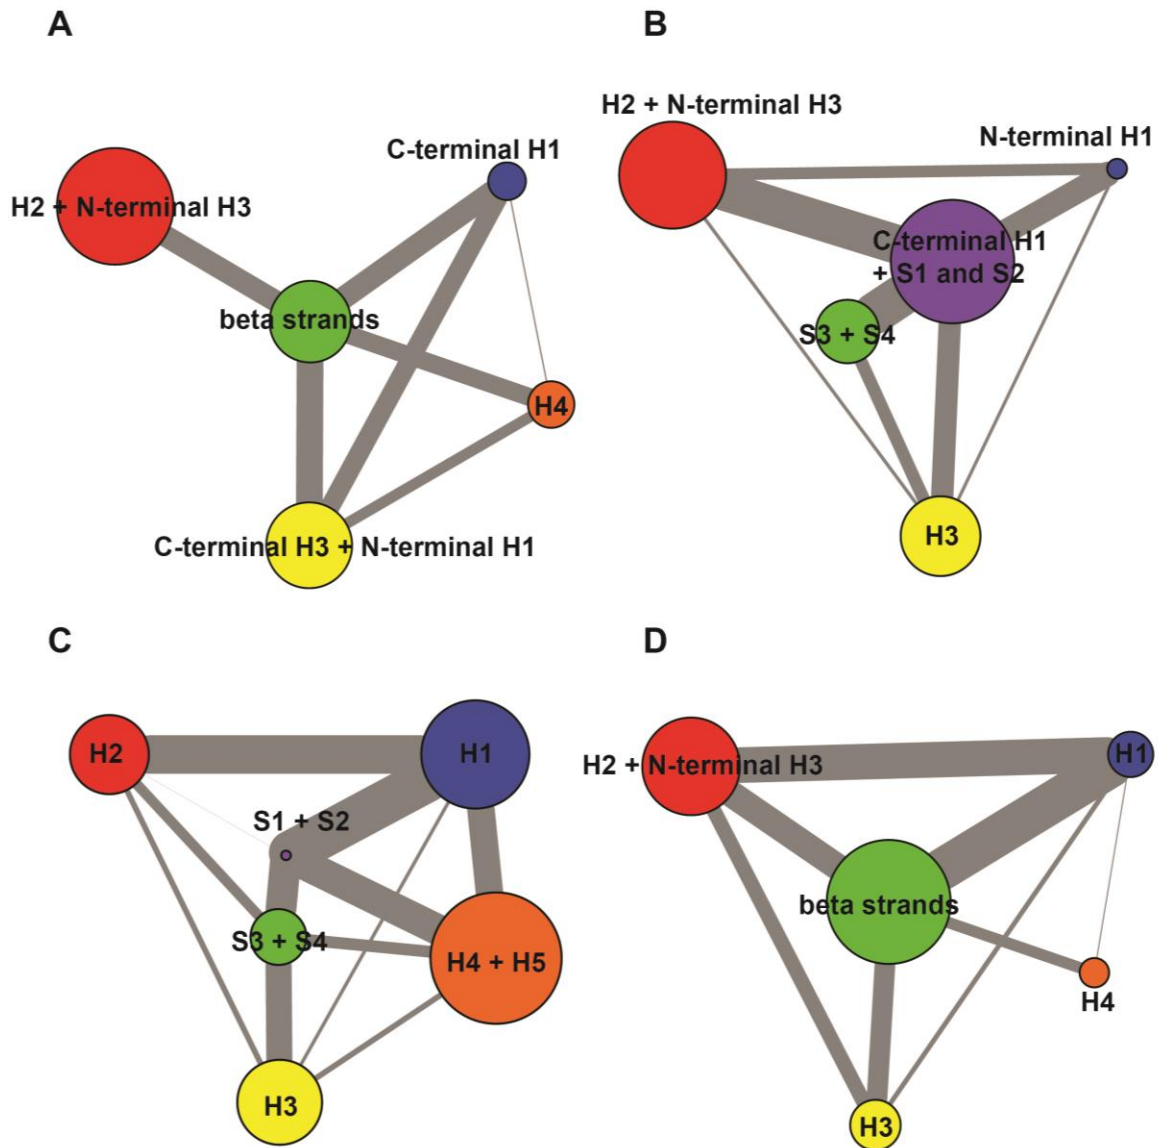 A
B
C-terminal H1
H2 + N-terminal H3
beta strands
H4
C-terminal H3 + N-terminal H1
H2 + N-terminal H3
N-terminal H1
C-terminal H1
+ S1 and S2
S3 + S4
H3
C
D
H2
H1
S1 + S2
S3 + S4
H4 + H5
H3
H1
H2 + N-terminal H3
beta strands
H4
H3